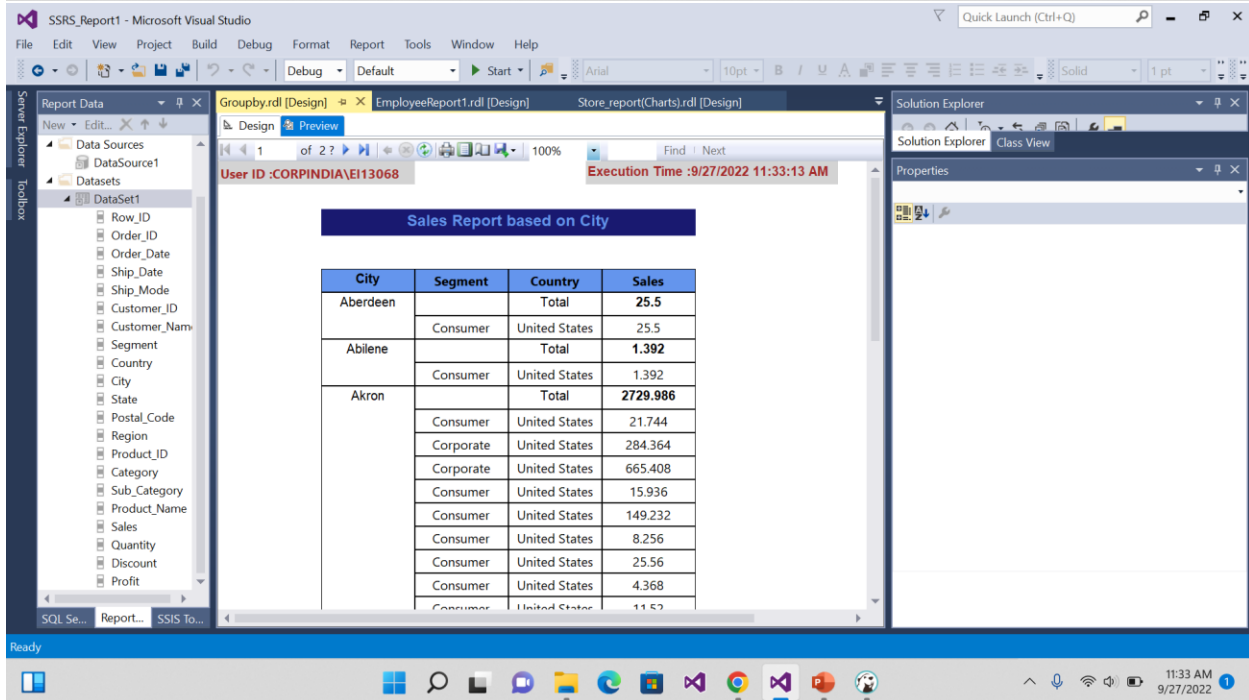 SSRS_Report1 - Microsoft Visual Studio
Quick Launch (Ctrl+Q)
File Edit View Project Build Debug Format Report Tools Window Help
Debug Default Start Arial 10pt B I U A Solid 1 pt
Server Explorer
Toolbox
Report Data
New Edit...
Data Sources
DataSource1
Datasets
DataSet1
Row_ID
Order_ID
Order_Date
Ship_Date
Ship_Mode
Customer_ID
Customer_Nam
Segment
Country
City
State
Postal_Code
Region
Product_ID
Category
Sub_Category
Product_Name
Sales
Quantity
Discount
Profit
SQL Se... Report... SSIS To...
Groupby.rdl [Design] EmployeeReport1.rdl [Design] Store_report(Charts).rdl [Design]
Design Preview
1 of 2 ? 100% Find | Next
User ID :CORPINDIA\EI13068 Execution Time :9/27/2022 11:33:13 AM
Sales Report based on City
City Segment Country Sales
Aberdeen Total 25.5
Consumer United States 25.5
Abilene Total 1.392
Consumer United States 1.392
Akron Total 2729.986
Consumer United States 21.744
Corporate United States 284.364
Corporate United States 665.408
Consumer United States 15.936
Consumer United States 149.232
Consumer United States 8.256
Consumer United States 25.56
Consumer United States 4.368
Consumer United States 11.52
Solution Explorer
Solution Explorer Class View
Properties
Ready
11:33 AM
9/27/2022
1